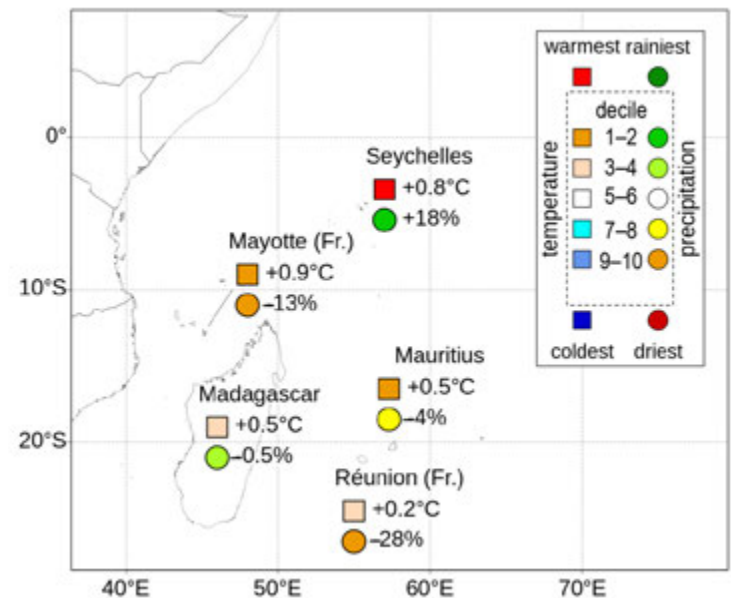 warmest rainiest
decile
1–2
3–4
5–6
7–8
9–10
temperature
precipitation
coldest driest
0°
10°S
20°S
40°E
50°E
60°E
70°E
Seychelles
+0.8°C
+18%
Mayotte (Fr.)
+0.9°C
–13%
Mauritius
+0.5°C
–4%
Madagascar
+0.5°C
–0.5%
Réunion (Fr.)
+0.2°C
–28%